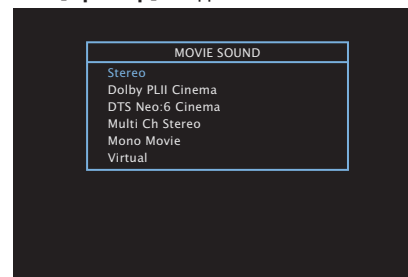 MOVIE SOUND
Stereo
Dolby PLII Cinema
DTS Neo:6 Cinema
Multi Ch Stereo
Mono Movie
Virtual